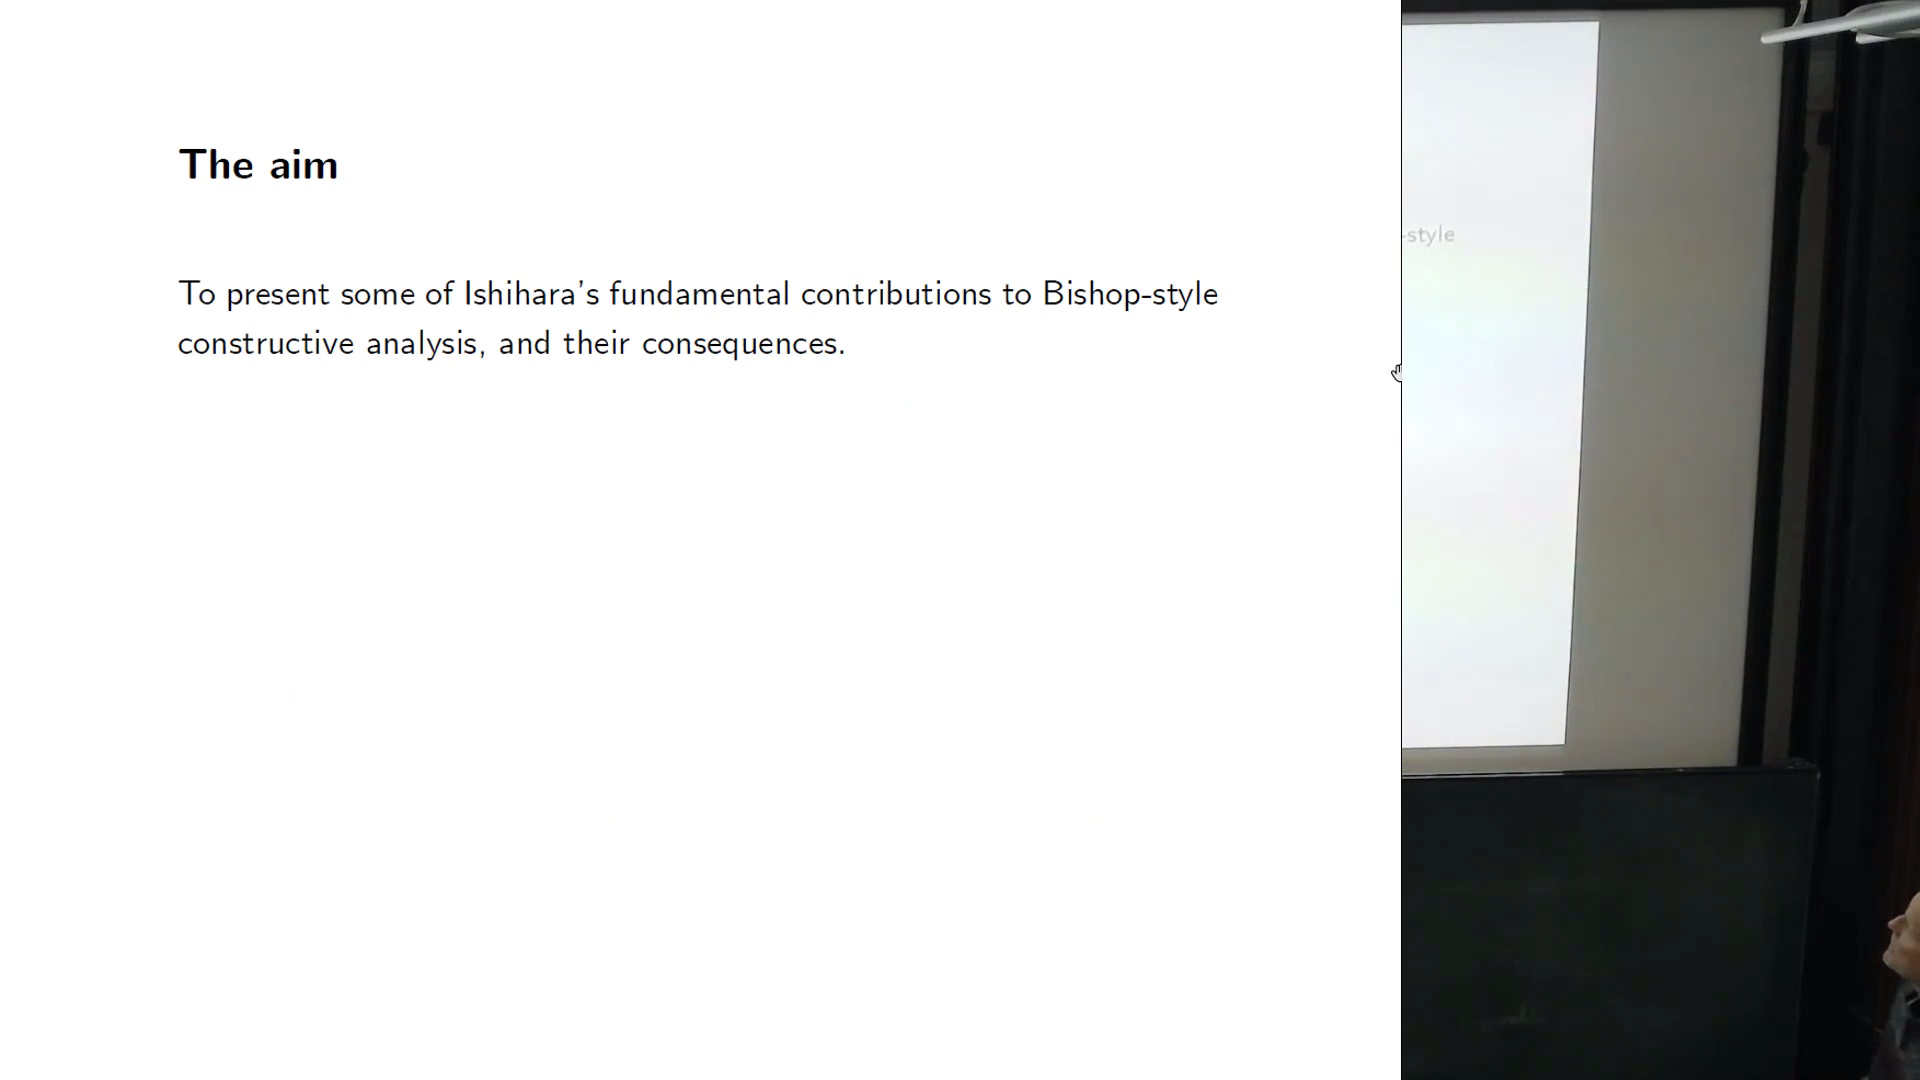 The aim
To present some of Ishihara's fundamental contributions to Bishop-style
constructive analysis, and their consequences.
-style